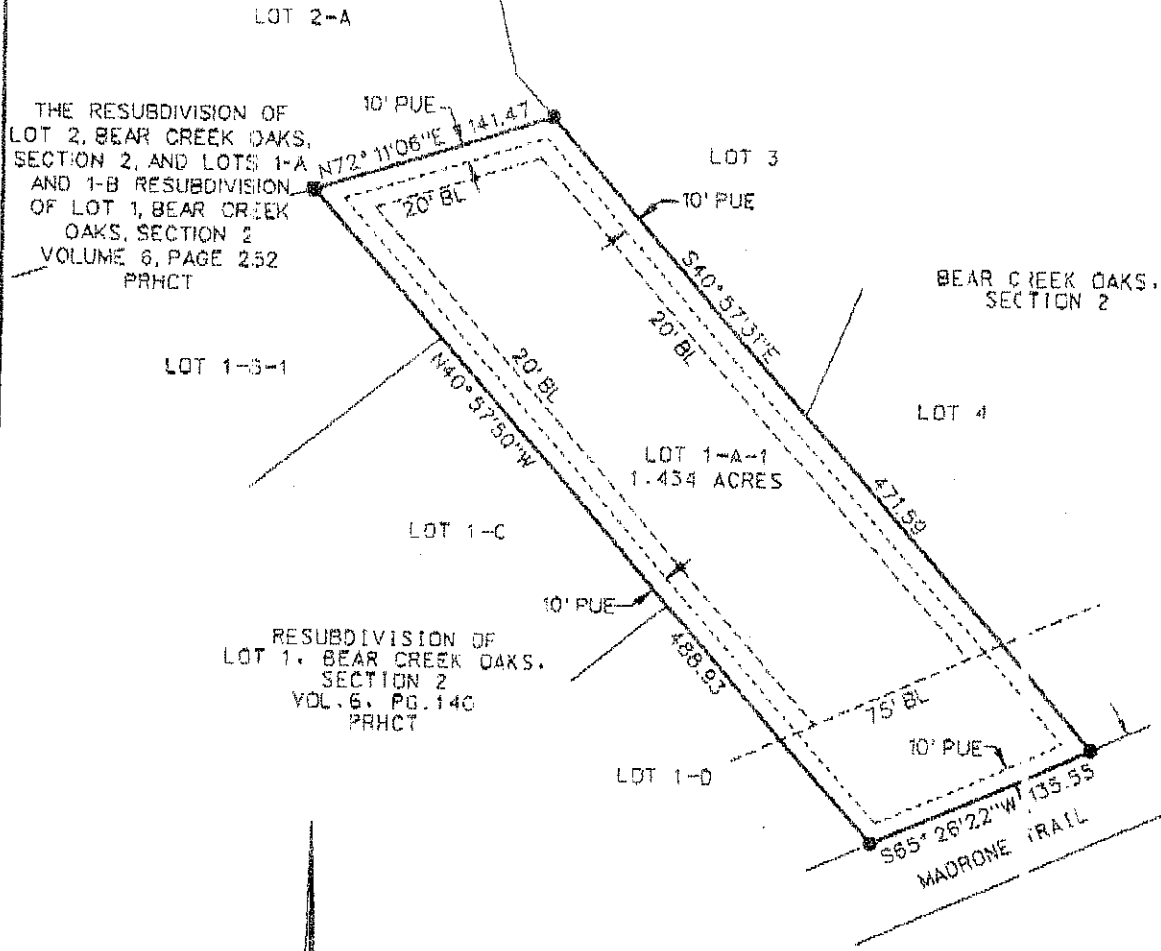 LOT 2-A
THE RESUBDIVISION OF
LOT 2, BEAR CREEK OAKS,
SECTION 2, AND LOTS 1-A
AND 1-B RESUBDIVISION
OF LOT 1, BEAR CREEK
OAKS, SECTION 2
VOLUME 6, PAGE 252
PRHCT
10' PUE
N72° 11'06"E 141.47
20' BL
LOT 3
10' PUE
S40°57'31"E
471.59
20' BL
BEAR CREEK OAKS,
SECTION 2
LOT 1-B-1
20' BL
N40°57'50"W
488.93
LOT 4
LOT 1-A-1
1.434 ACRES
LOT 1-C
10' PUE
RESUBDIVISION OF
LOT 1, BEAR CREEK OAKS,
SECTION 2
VOL.6, PG.140
PRHCT
75' BL
10' PUE
LOT 1-D
S65° 26'22"W 135.55
MADRONE TRAIL